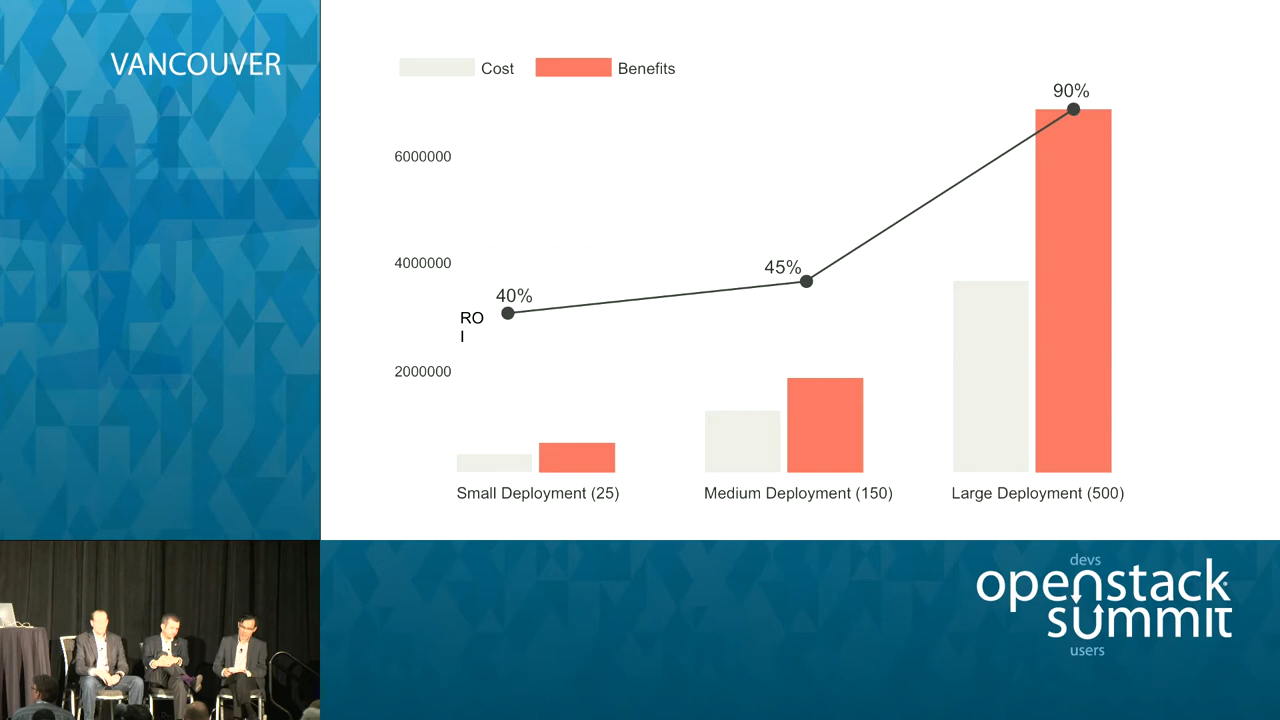 VANCOUVER
Cost
Benefits
90%
6000000
4000000
45%
40%
RO
I
2000000
Small Deployment (25)
Medium Deployment (150)
Large Deployment (500)
devs
openstack
summit
users